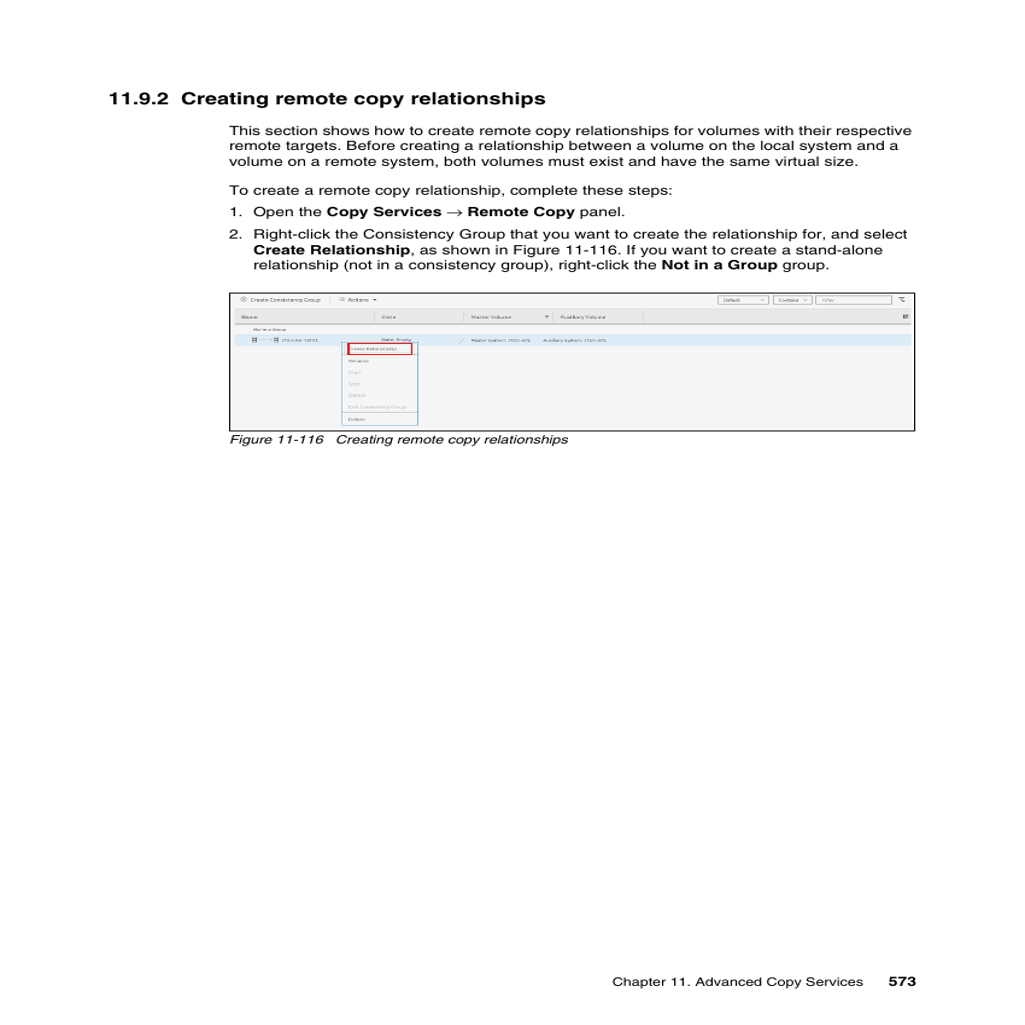 11.9.2 Creating remote copy relationships
This section shows how to create remote copy relationships for volumes with their respective
remote targets. Before creating a relationship between a volume on the local system and a
volume on a remote system, both volumes must exist and have the same virtual size.
To create a remote copy relationship, complete these steps:
1. Open the Copy Services → Remote Copy panel.
2. Right-click the Consistency Group that you want to create the relationship for, and select
Create Relationship, as shown in Figure 11-116. If you want to create a stand-alone
relationship (not in a consistency group), right-click the Not in a Group group.
Create Consistency Group Actions Default Contains Filter
Name State Master Volume + Auxiliary Volume
Not in a Group
State: Empty Master system: Auxiliary system:
Create Relationship
Rename
Start
Stop
Switch
Edit Consistency Group
Delete
Figure 11-116 Creating remote copy relationships
Chapter 11. Advanced Copy Services 573